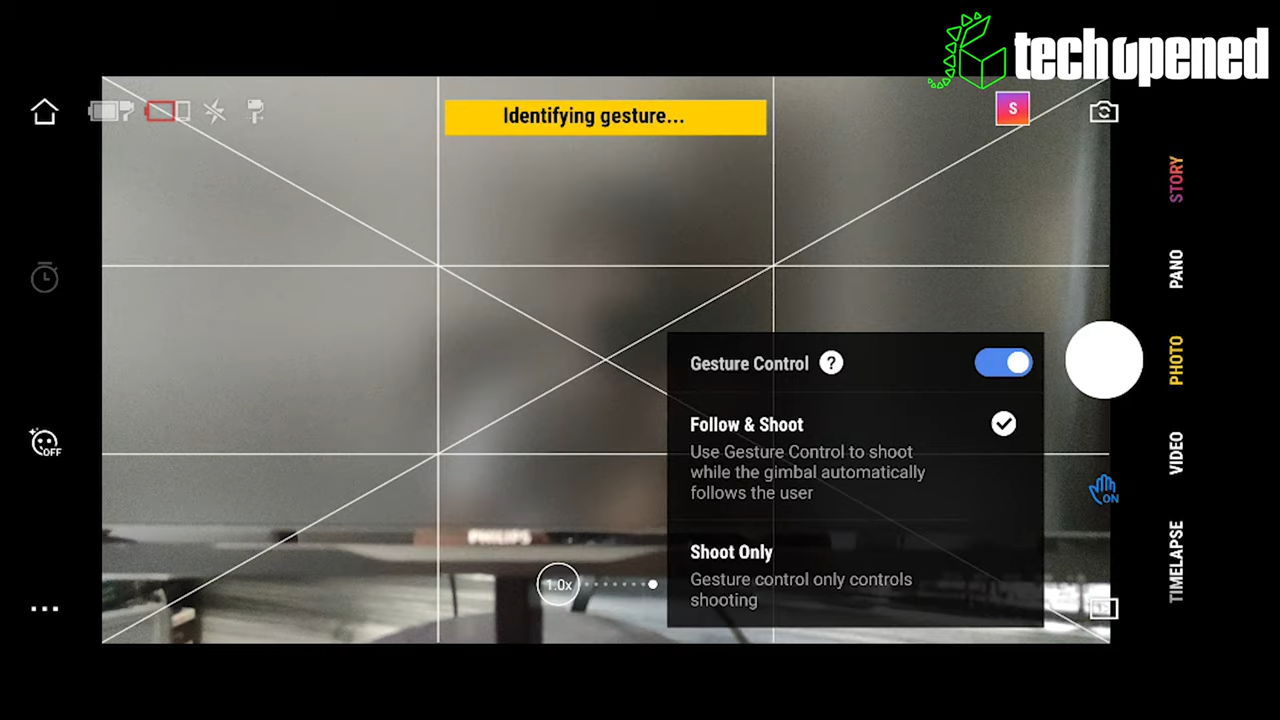 techopened
Identifying gesture...
S
STORY
PANO
PHOTO
VIDEO
TIMELAPSE
OFF
Gesture Control ?
Follow & Shoot
Use Gesture Control to shoot
while the gimbal automatically
follows the user
ON
Shoot Only
Gesture control only controls
shooting
PHILIPS
1.0x